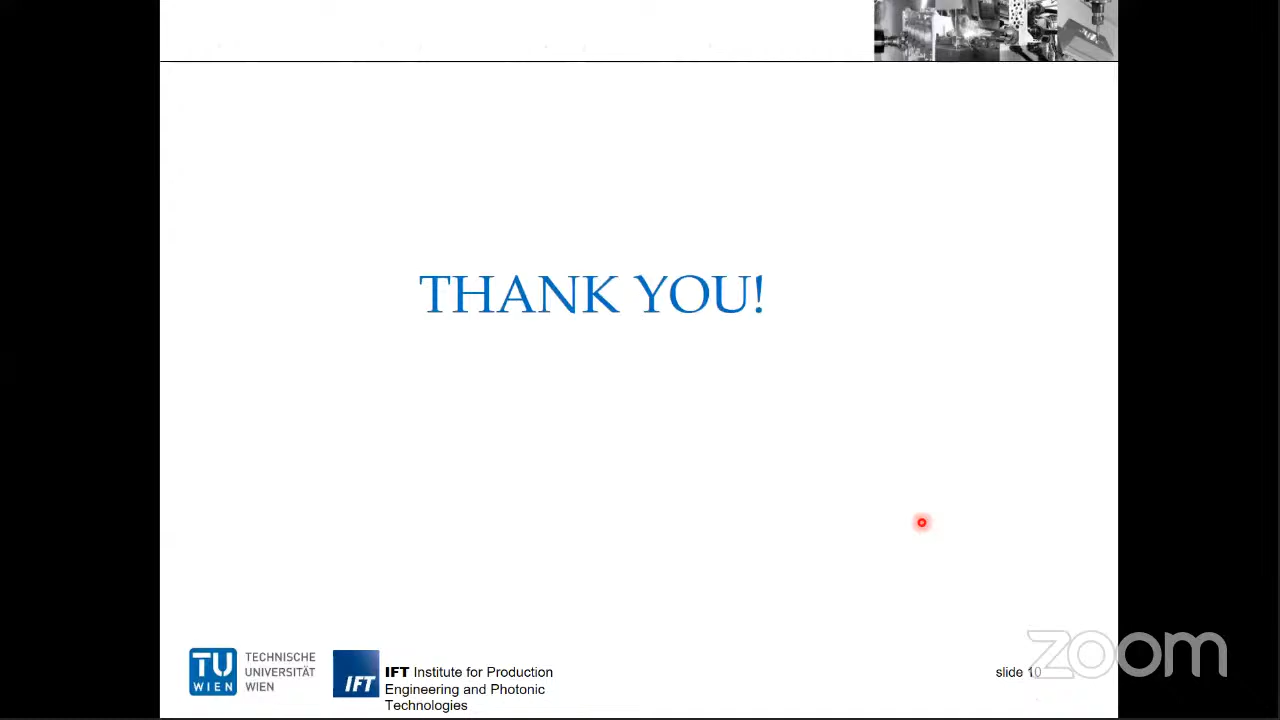 THANK YOU!
TU
WIEN
TECHNISCHE
UNIVERSITÄT
WIEN
IFT
IFT Institute for Production
Engineering and Photonic
Technologies
slide 10
zoom